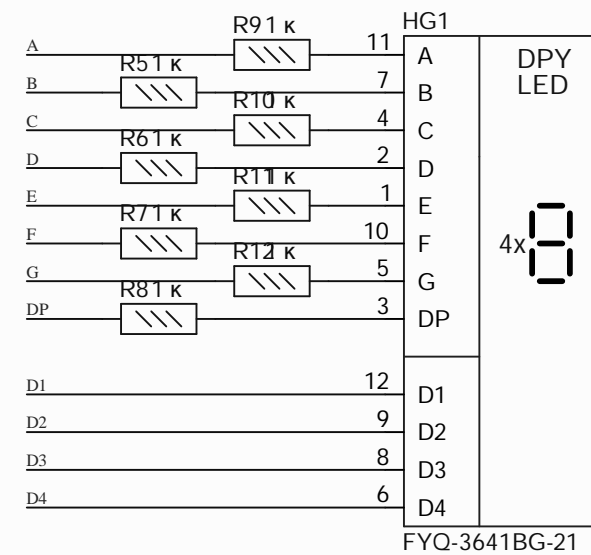 HG1
R9 1 к
A
11
A
DPY
LED
R5 1 к
B
7
B
R10 1 к
C
4
C
R6 1 к
D
2
D
R11 1 к
E
1
E
R7 1 к
F
10
F
4x
R12 1 к
G
5
G
R8 1 к
DP
3
DP
D1
12
D1
D2
9
D2
D3
8
D3
D4
6
D4
FYQ-3641BG-21